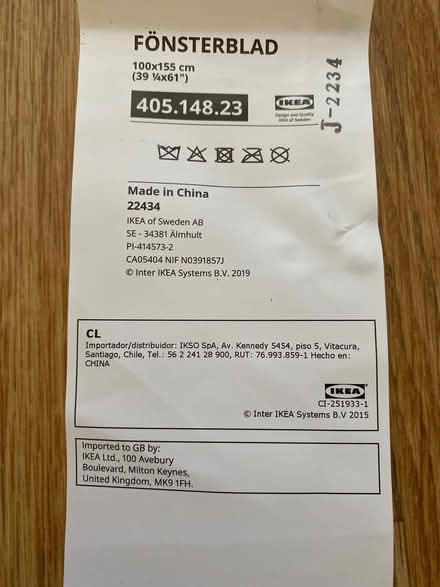 FÖNSTERBLAD
100x155 cm
(39 ¼x61")
405.148.23
IKEA
Design and Quality
IKEA of Sweden
J-2234
Made in China
22434
IKEA of Sweden AB
SE - 34381 Älmhult
PI-414573-2
CA05404 NIF N0391857J
© Inter IKEA Systems B.V. 2019
CL
Importador/distribuidor: IKSO SpA, Av. Kennedy 5454, piso 5, Vitacura,
Santiago, Chile, Tel.: 56 2 241 28 900, RUT: 76.993.859-1 Hecho en:
CHINA
IKEA
CI-251933-1
© Inter IKEA Systems B.V 2015
Imported to GB by:
IKEA Ltd., 100 Avebury
Boulevard, Milton Keynes,
United Kingdom, MK9 1FH.